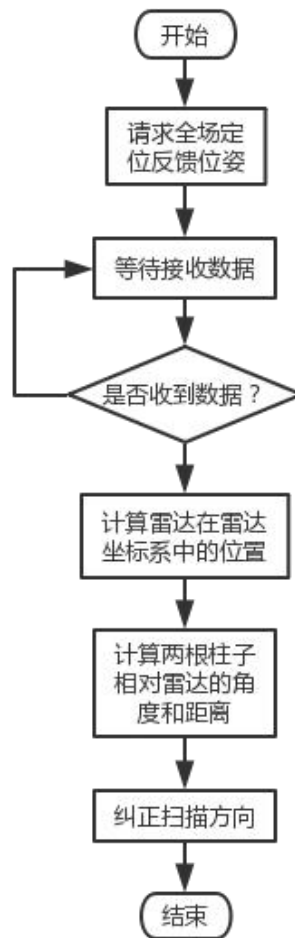 开始
请求全场定
位反馈位姿
等待接收数据
是否收到数据？
计算雷达在雷达
坐标系中的位置
计算两根柱子
相对雷达的角
度和距离
纠正扫描方向
结束